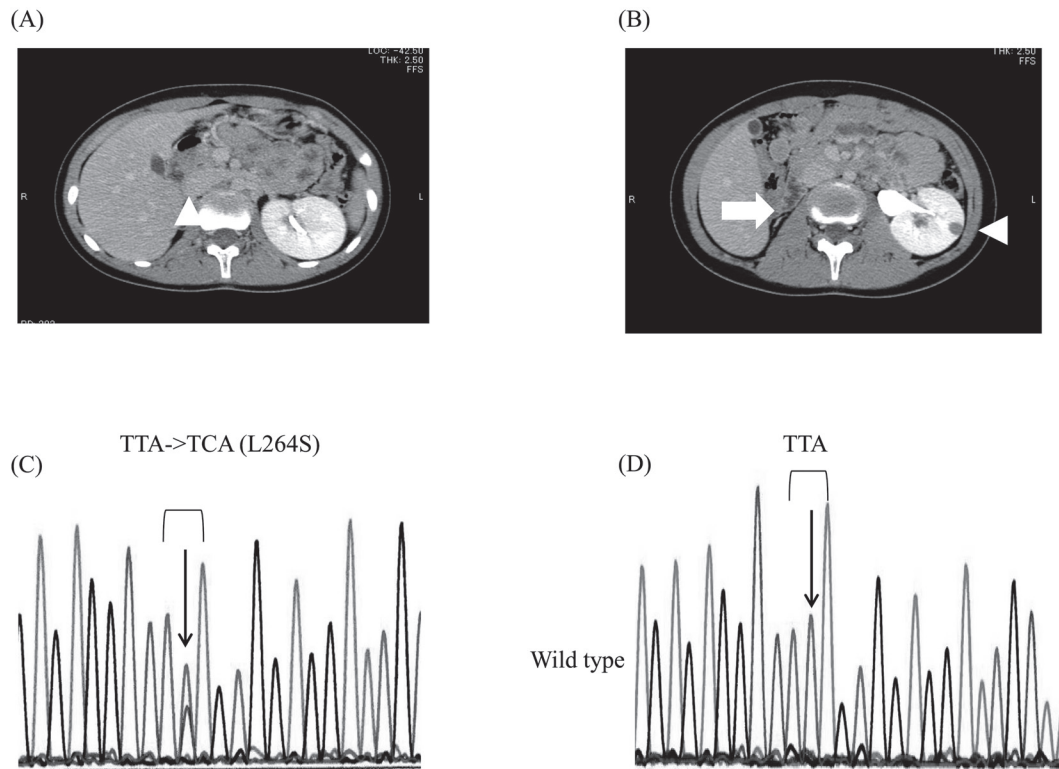 (A)
(B)
LOC: -42.50
THK: 2.50
FFS
THK: 2.50
FFS
R
L
R
L
TTA->TCA (L264S)
TTA
(C)
(D)
Wild type